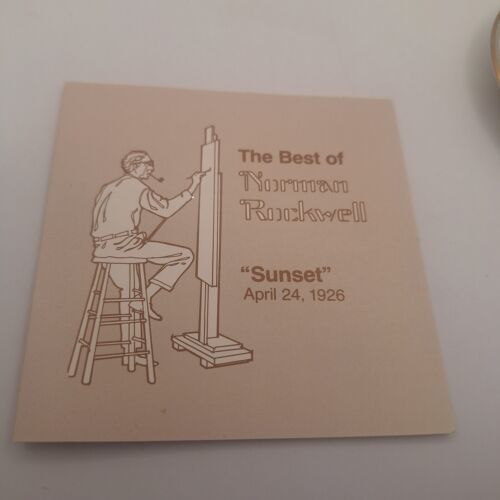 The Best of
Norman
Rockwell
“Sunset”
April 24, 1926